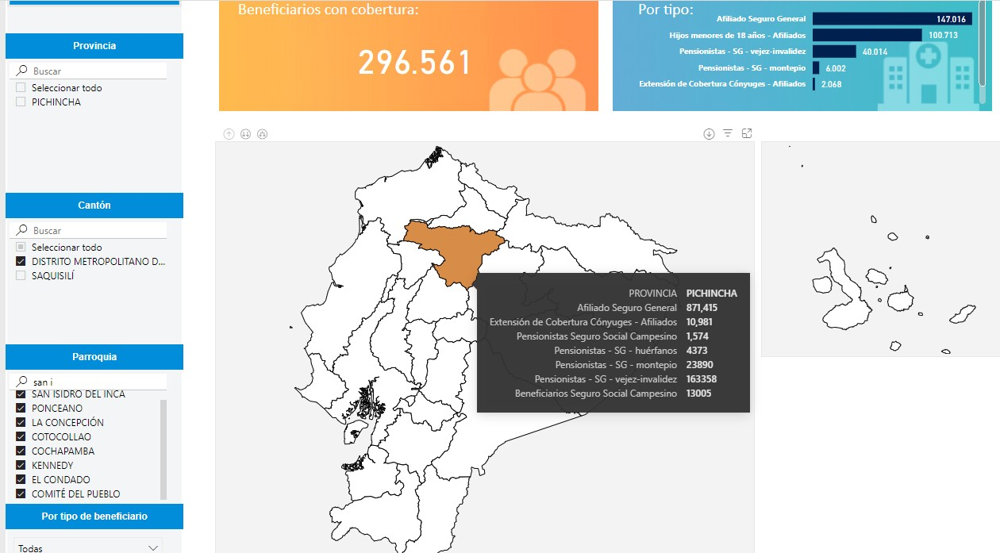 Provincia
Buscar
Seleccionar todo
PICHINCHA
Cantón
Buscar
Seleccionar todo
DISTRITO METROPOLITANO D...
SAQUISILÍ
Parroquia
san i
SAN ISIDRO DEL INCA
PONCEANO
LA CONCEPCIÓN
COTOCOLLAO
COCHAPAMBA
KENNEDY
EL CONDADO
COMITÉ DEL PUEBLO
Por tipo de beneficiario
Todas
Beneficiarios con cobertura:
296.561
Por tipo:
Afiliado Seguro General 147.016
Hijos menores de 18 años - Afiliados 100.713
Pensionistas - SG - vejez-invalidez 40.014
Pensionistas - SG - montepio 6.002
Extensión de Cobertura Cónyuges - Afiliados 2.068
PROVINCIA PICHINCHA
Afiliado Seguro General 871,415
Extensión de Cobertura Cónyuges - Afiliados 10,981
Pensionistas Seguro Social Campesino 1,574
Pensionistas - SG - huérfanos 4373
Pensionistas - SG - montepio 23890
Pensionistas - SG - vejez-invalidez 163358
Beneficiarios Seguro Social Campesino 13005